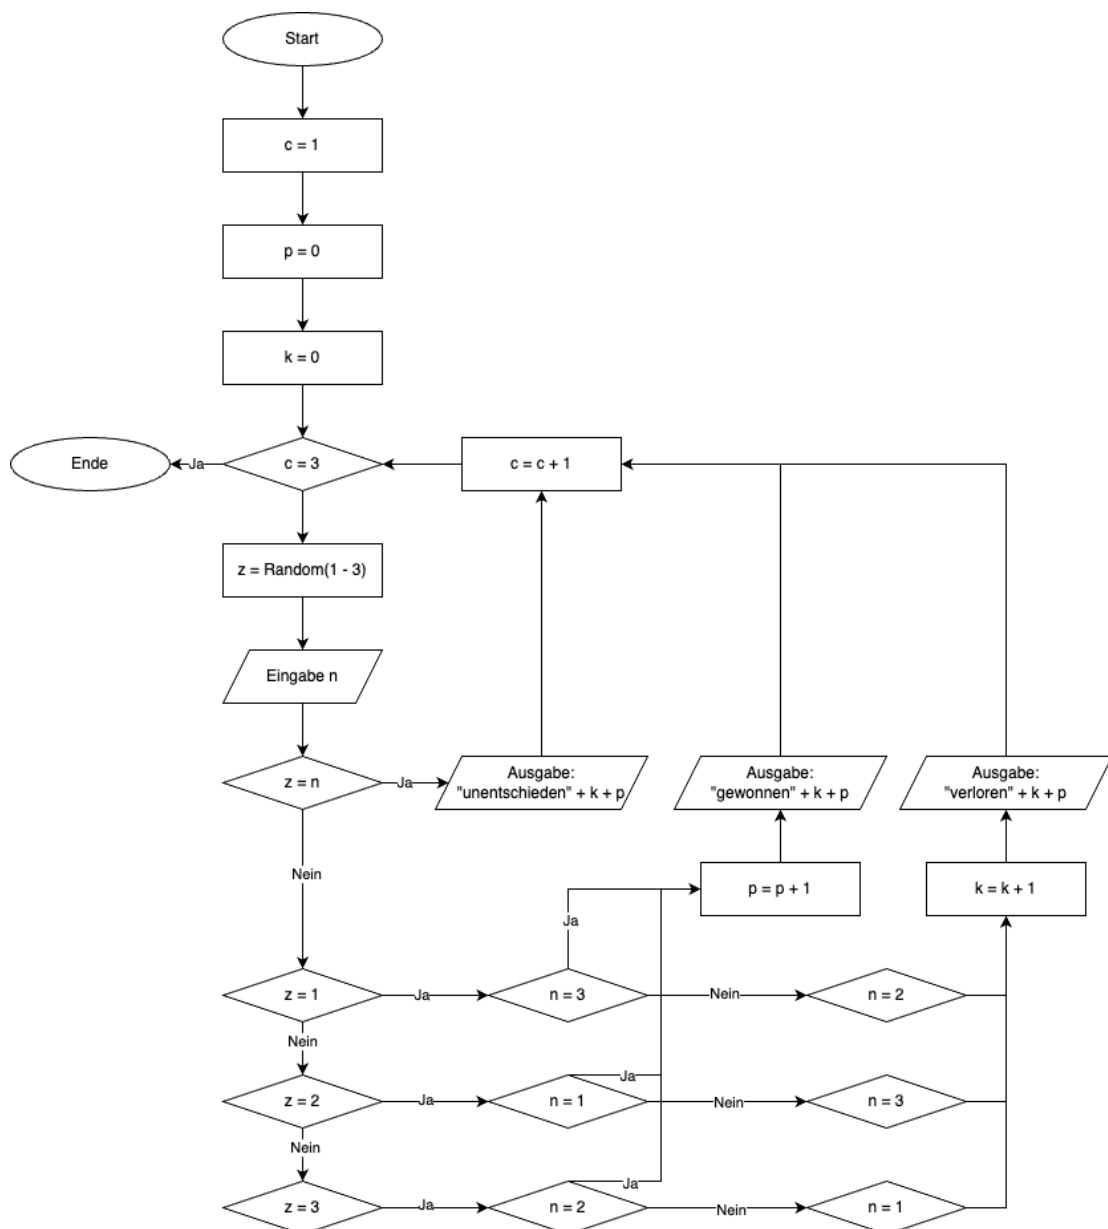 Start
c = 1
p = 0
k = 0
Ende
Ja
c = 3
c = c + 1
z = Random(1 - 3)
Eingabe n
z = n
Ja
Ausgabe:
"unentschieden" + k + p
Ausgabe:
"gewonnen" + k + p
Ausgabe:
"verloren" + k + p
Nein
p = p + 1
k = k + 1
Ja
z = 1
Ja
n = 3
Nein
n = 2
Nein
Ja
z = 2
Ja
n = 1
Nein
n = 3
Nein
Ja
z = 3
Ja
n = 2
Nein
n = 1